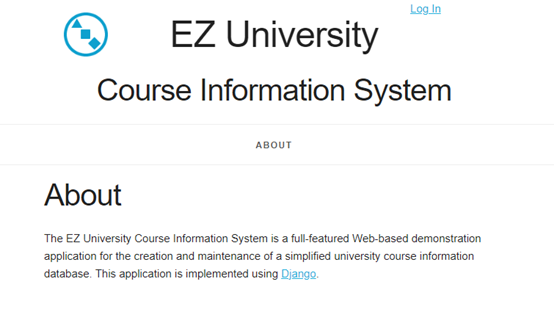 Log In
EZ University
Course Information System
ABOUT
About
The EZ University Course Information System is a full-featured Web-based demonstration
application for the creation and maintenance of a simplified university course information
database. This application is implemented using Django.